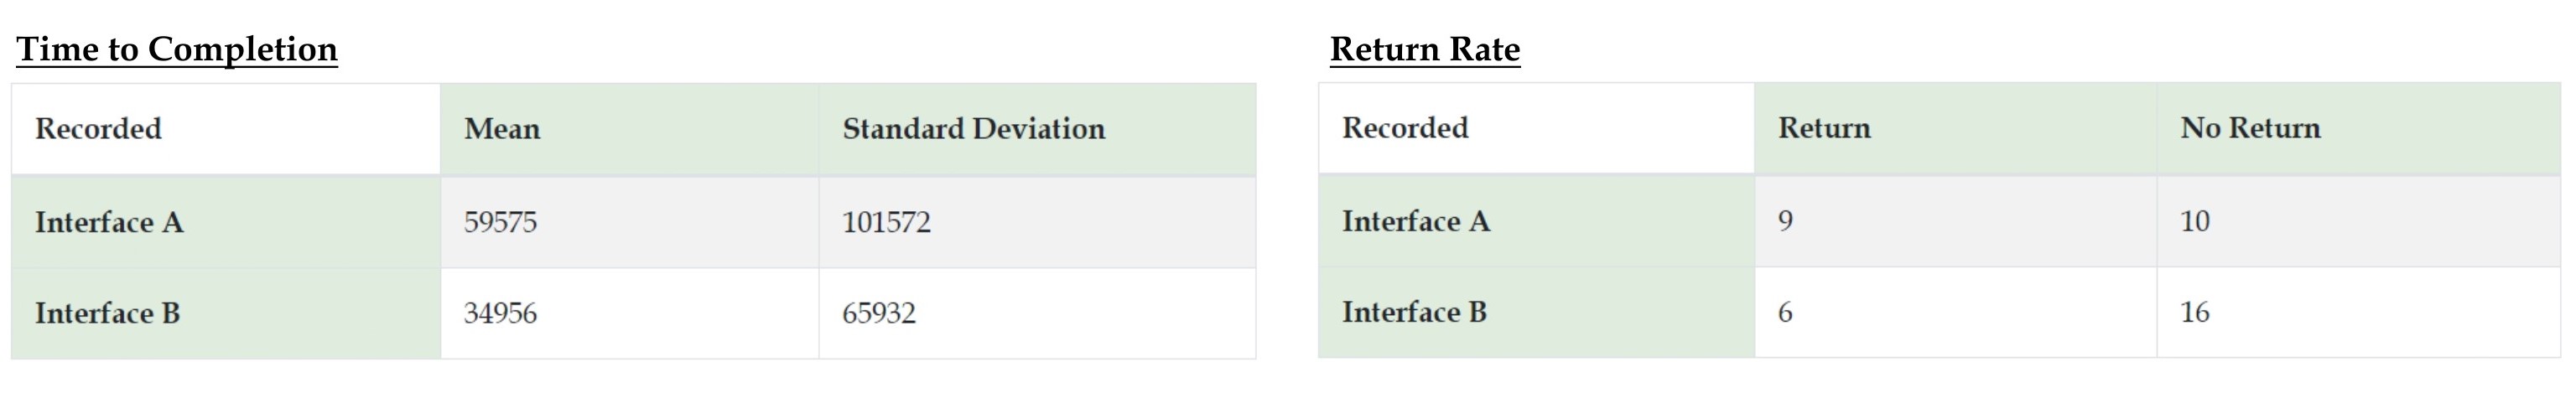 Time to Completion
Recorded Mean Standard Deviation
Interface A 59575 101572
Interface B 34956 65932
Return Rate
Recorded Return No Return
Interface A 9 10
Interface B 6 16